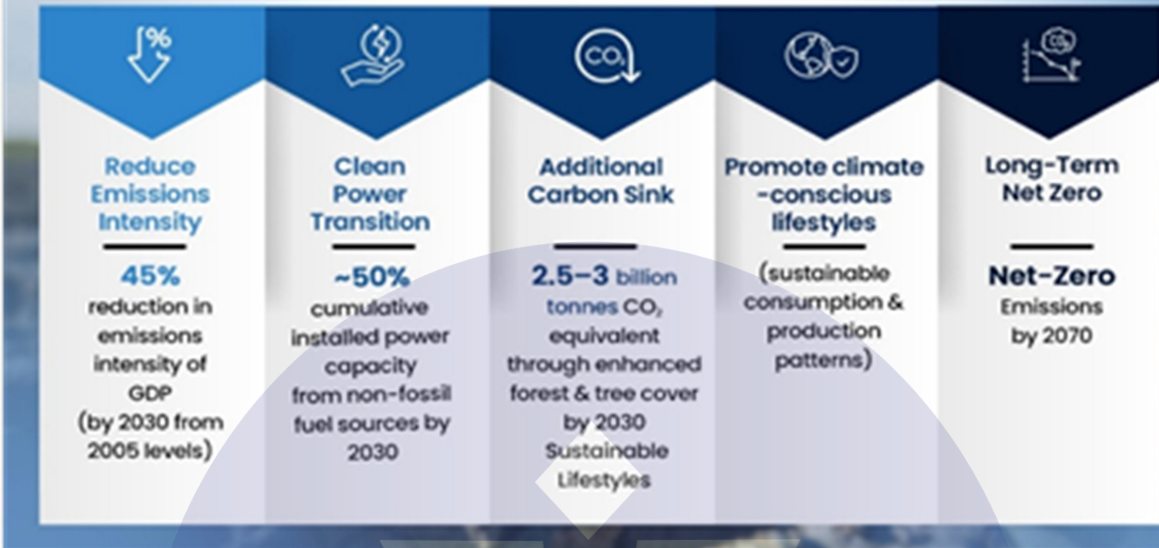 %
CO₂
CO₂
Reduce
Emissions
Intensity
45%
reduction in
emissions
intensity of
GDP
(by 2030 from
2005 levels)
Clean
Power
Transition
~50%
cumulative
installed power
capacity
from non-fossil
fuel sources by
2030
Additional
Carbon Sink
2.5–3 billion
tonnes CO₂
equivalent
through enhanced
forest & tree cover
by 2030
Sustainable
Lifestyles
Promote climate
-conscious
lifestyles
(sustainable
consumption &
production
patterns)
Long-Term
Net Zero
Net-Zero
Emissions
by 2070